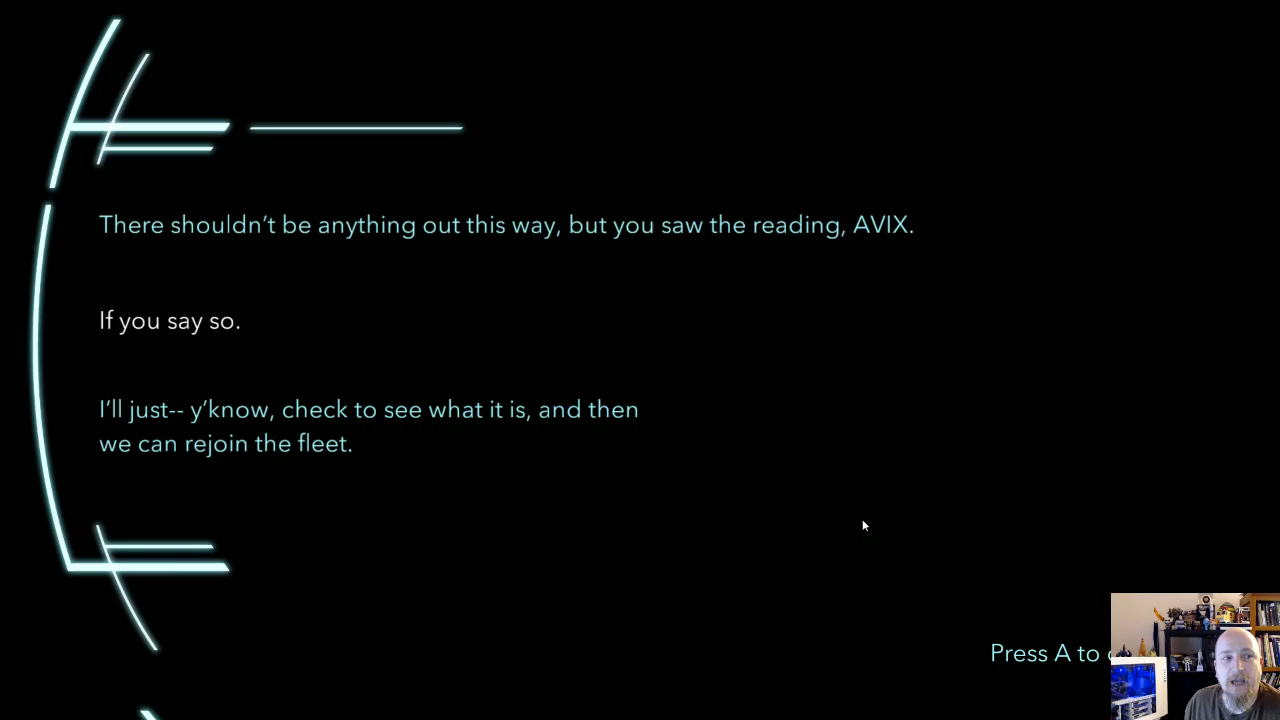 There shouldn't be anything out this way, but you saw the reading, AVIX.
If you say so.
I'll just-- y'know, check to see what it is, and then
we can rejoin the fleet.
Press A to